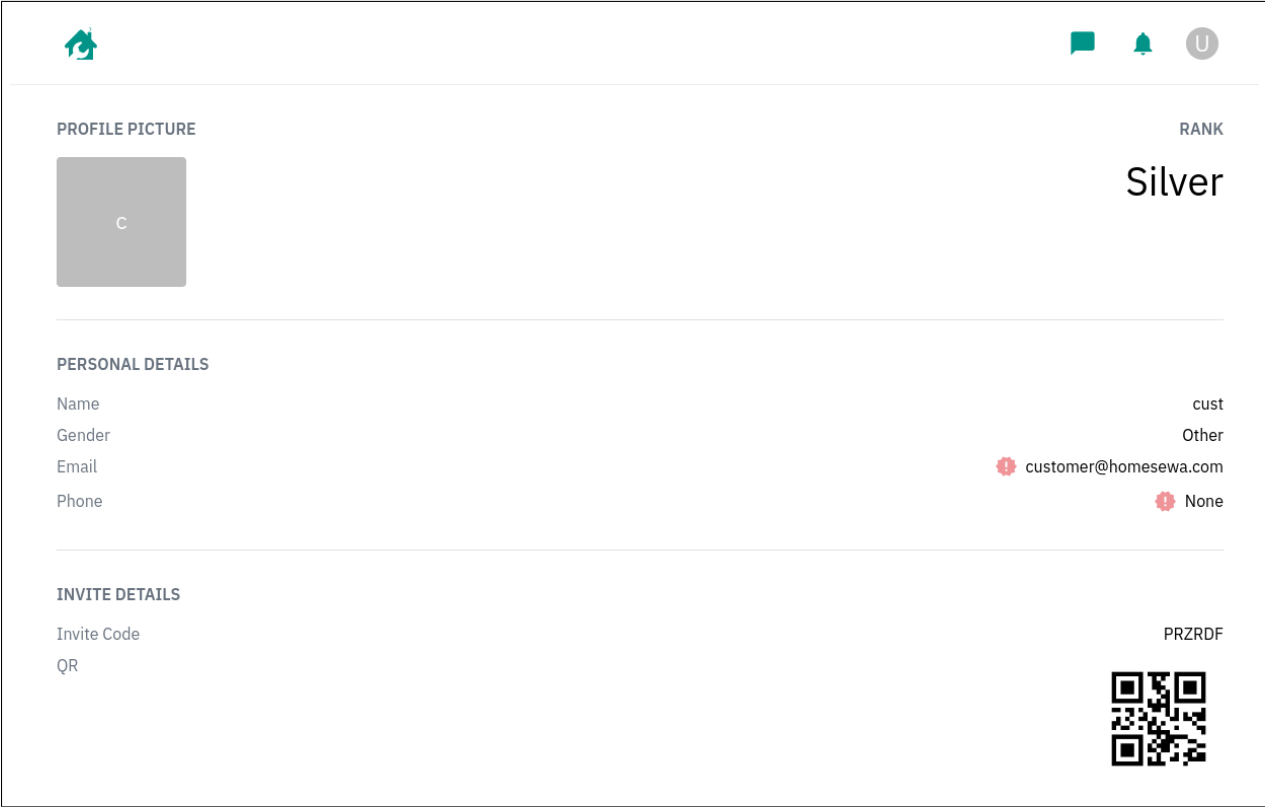 U
PROFILE PICTURE
RANK
C
Silver
PERSONAL DETAILS
Name cust
Gender Other
Email customer@homesewa.com
Phone None
INVITE DETAILS
Invite Code PRZRDF
QR